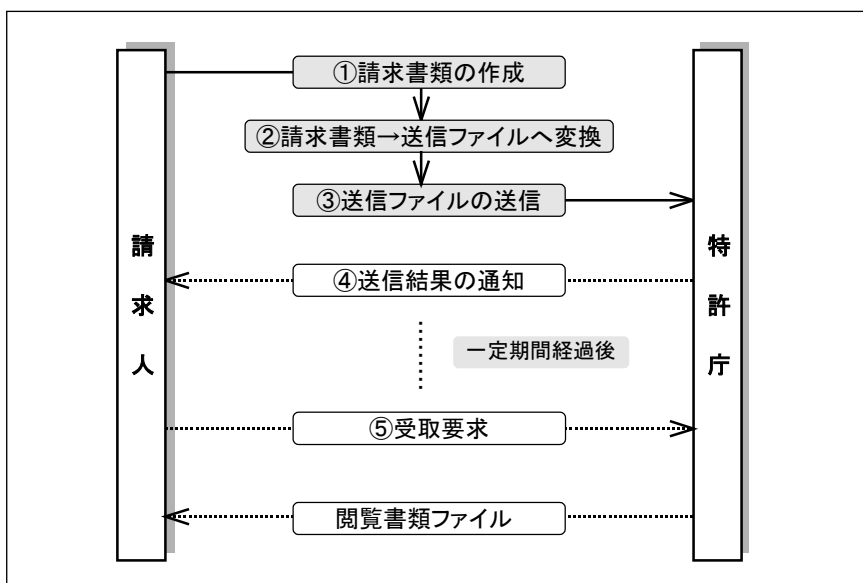 ①請求書類の作成
②請求書類→送信ファイルへ変換
③送信ファイルの送信
請求人
特許庁
④送信結果の通知
一定期間経過後
⑤受取要求
閲覧書類ファイル